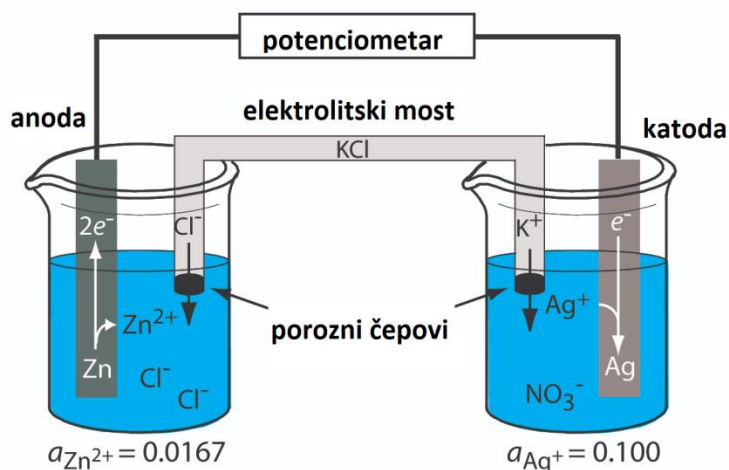 potenciometar
anoda
elektrolitski most
katoda
KCl
2e⁻
Cl⁻
K⁺
e⁻
Zn²⁺
Ag⁺
porozni čepovi
Zn
Cl⁻
Cl⁻
NO₃⁻
Ag
a_Zn²⁺ = 0.0167
a_Ag⁺ = 0.100